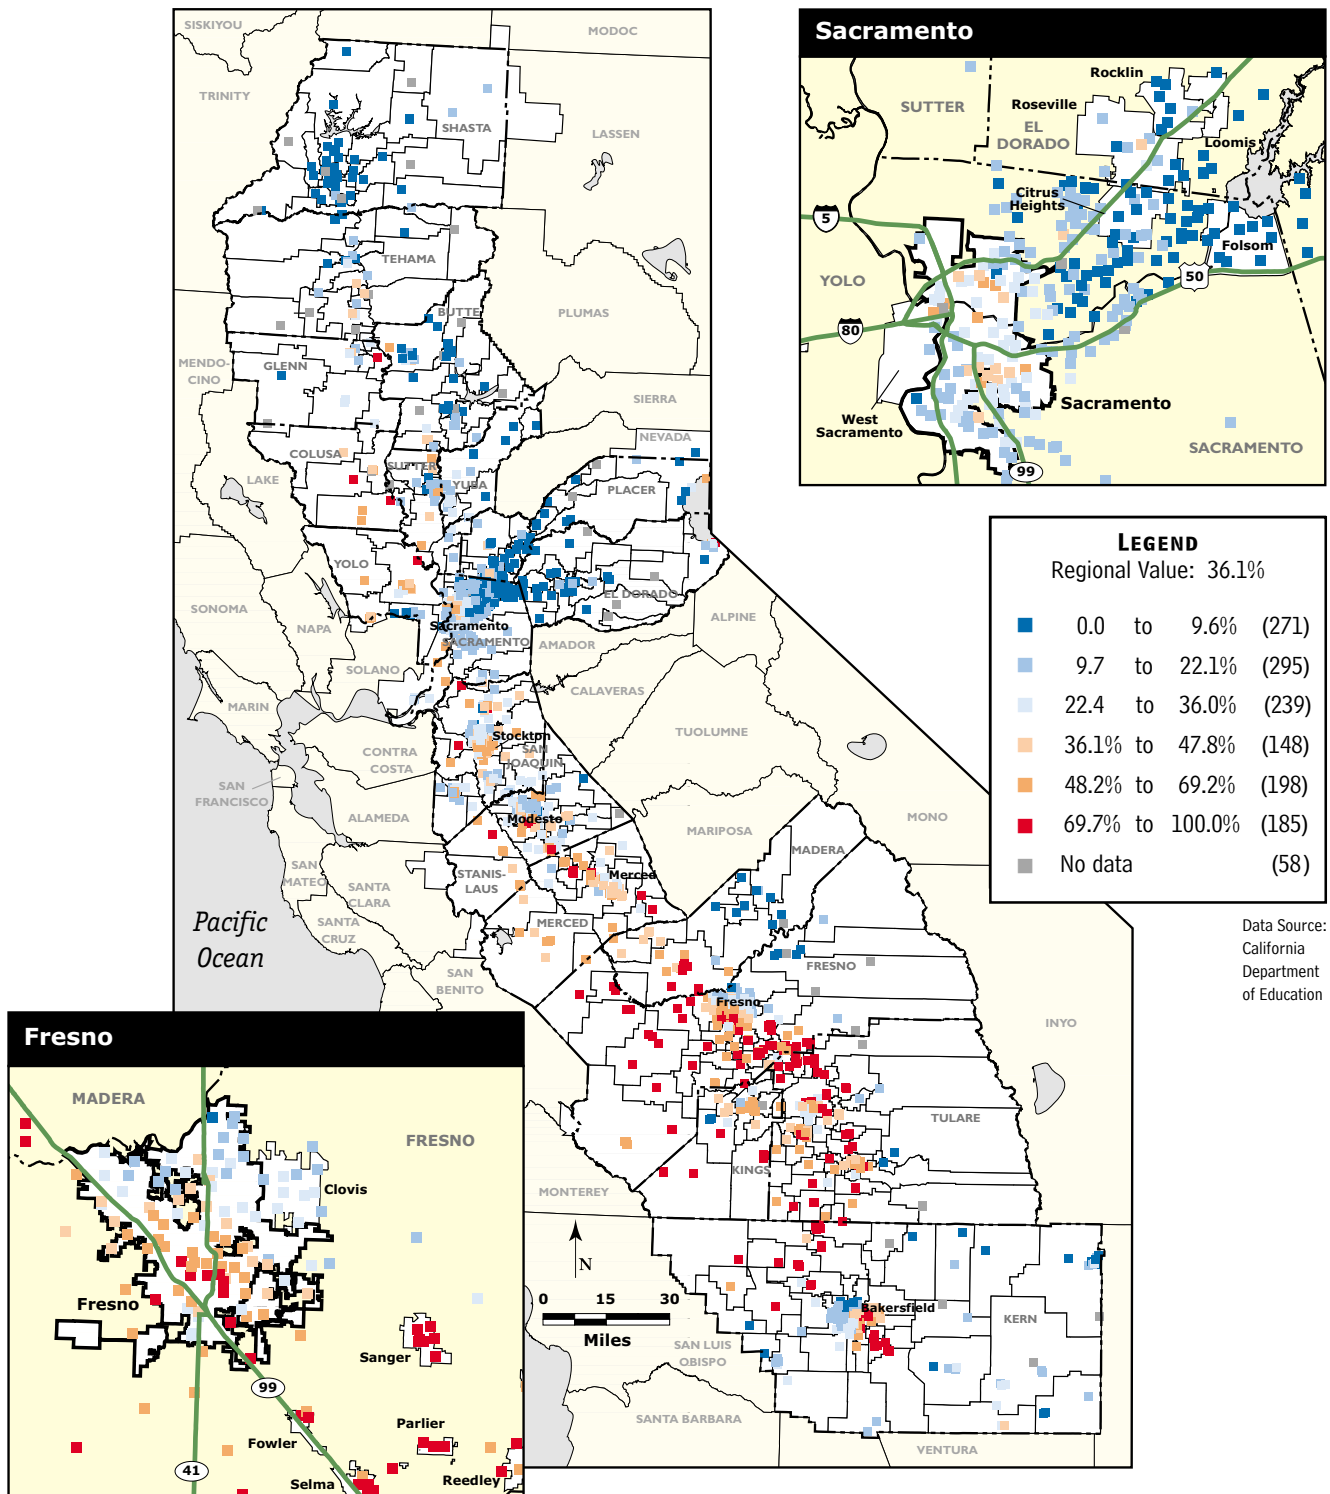 SISKIYOU
MODOC
TRINITY
SHASTA
LASSEN
TEHAMA
BUTTE
PLUMAS
GLENN
MENDO-
CINO
SIERRA
NEVADA
COLUSA
LAKE
SUTTER
YUBA
PLACER
YOLO
EL DORADO
SONOMA
NAPA
Sacramento
SACRAMENTO
ALPINE
AMADOR
SOLANO
CALAVERAS
MARIN
TUOLUMNE
CONTRA
COSTA
Stockton
SAN
JOAQUIN
SAN
FRANCISCO
ALAMEDA
Modesto
MARIPOSA
MONO
MADERA
SAN
MATEO
SANTA
CLARA
STANIS-
LAUS
Merced
SANTA
CRUZ
MERCED
Pacific
Ocean
SAN
BENITO
FRESNO
Fresno
INYO
TULARE
KINGS
MONTEREY
N
0 15 30
Miles
Bakersfield
KERN
SAN LUIS
OBISPO
SANTA BARBARA
VENTURA
Sacramento
Rocklin
Roseville
SUTTER
EL
DORADO
Loomis
Citrus
Heights
5
Folsom
YOLO
50
80
West
Sacramento
Sacramento
SACRAMENTO
99
LEGEND
Regional Value: 36.1%
0.0 to 9.6% (271)
9.7 to 22.1% (295)
22.4 to 36.0% (239)
36.1% to 47.8% (148)
48.2% to 69.2% (198)
69.7% to 100.0% (185)
No data (58)
Data Source:
California
Department
of Education
Fresno
MADERA
FRESNO
Clovis
Fresno
Sanger
99
Parlier
Fowler
41
Selma
Reedley